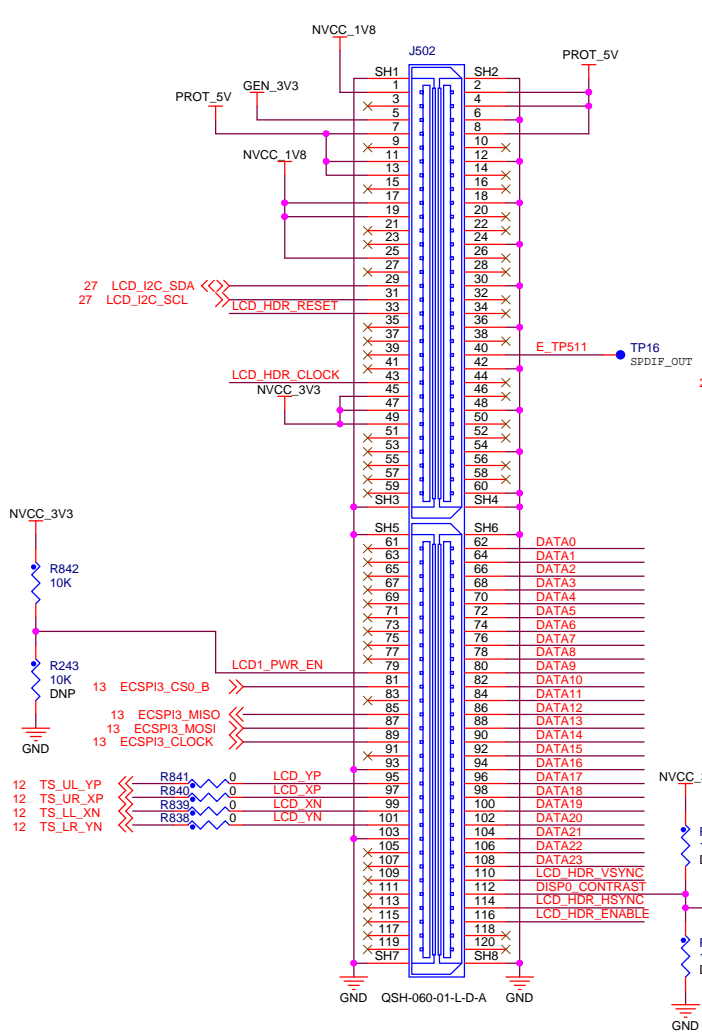 NVCC_1V8
J502
PROT_5V
SH1 SH2
1 2
GEN_3V3
PROT_5V
3 4
5 6
7 8
9 10
NVCC_1V8
11 12
13 14
15 16
17 18
19 20
21 22
23 24
25 26
27 28
27 LCD_I2C_SDA 29 30
27 LCD_I2C_SCL 31 32
LCD_HDR_RESET 33 34
35 36
37 38
39 40 E_TP511 TP16
SPDIF_OUT
41 42
LCD_HDR_CLOCK 43 44
NVCC_3V3
45 46
47 48
49 50
51 52
53 54
55 56
57 58
59 60
SH3 SH4
NVCC_3V3
SH5 SH6
61 62 DATA0
63 64 DATA1
R842
10K
65 66 DATA2
67 68 DATA3
69 70 DATA4
71 72 DATA5
73 74 DATA6
75 76 DATA7
77 78 DATA8
R243
10K
DNP
LCD1_PWR_EN 79 80 DATA9
13 ECSPI3_CS0_B 81 82 DATA10
83 84 DATA11
13 ECSPI3_MISO 85 86 DATA12
13 ECSPI3_MOSI 87 88 DATA13
13 ECSPI3_CLOCK 89 90 DATA14
GND
91 92 DATA15
93 94 DATA16
12 TS_UL_YP R841 0 LCD_YP 95 96 DATA17
12 TS_UR_XP R840 0 LCD_XP 97 98 DATA18
12 TS_LL_XN R839 0 LCD_XN 99 100 DATA19
12 TS_LR_YN R838 0 LCD_YN 101 102 DATA20
103 104 DATA21
105 106 DATA22
107 108 DATA23
109 110 LCD_HDR_VSYNC
111 112 DISP0_CONTRAST
113 114 LCD_HDR_HSYNC
115 116 LCD_HDR_ENABLE
117 118
119 120
SH7 SH8
GND QSH-060-01-L-D-A GND
GND